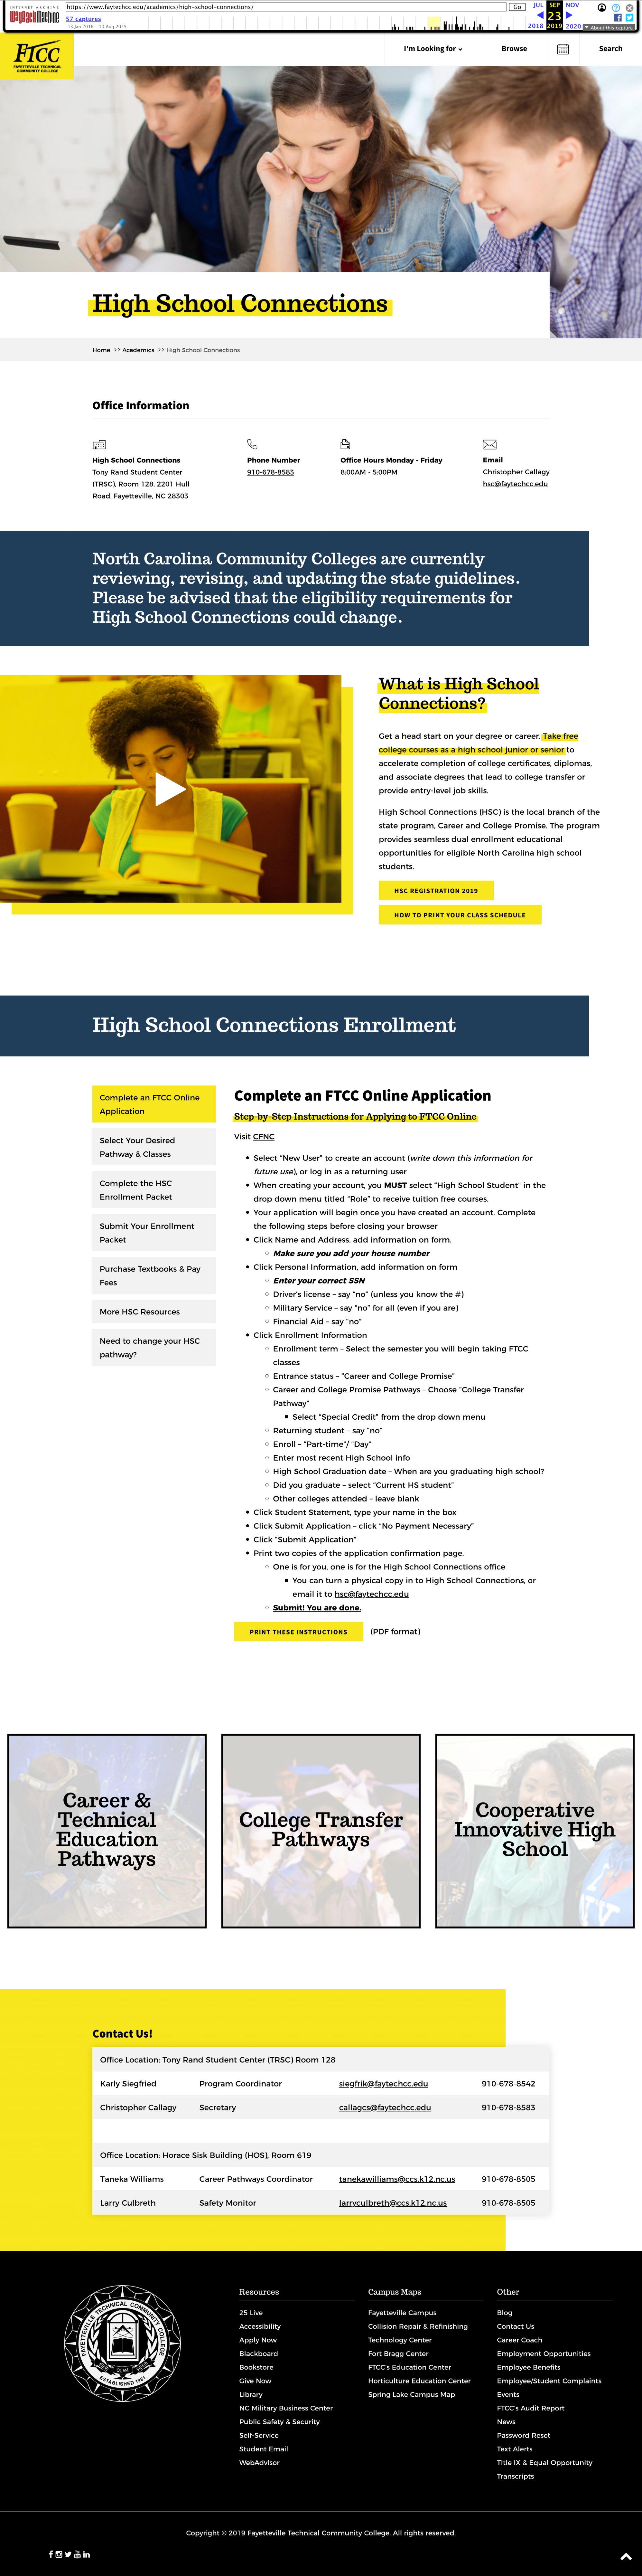 INTERNET ARCHIVE
WayBackMachine
https://www.faytechcc.edu/academics/high-school-connections/
Go
JUL
SEP
NOV
57 captures
23
13 Jan 2016 – 10 Aug 2025
2018
2019
2020
About this capture
FTCC
FAYETTEVILLE TECHNICAL
COMMUNITY COLLEGE
I'm Looking for
Browse
Search
High School Connections
Home >> Academics >> High School Connections
Office Information
High School Connections
Tony Rand Student Center
(TRSC), Room 128, 2201 Hull
Road, Fayetteville, NC 28303
Phone Number
910-678-8583
Office Hours Monday - Friday
8:00AM - 5:00PM
Email
Christopher Callagy
hsc@faytechcc.edu
North Carolina Community Colleges are currently
reviewing, revising, and updating the state guidelines.
Please be advised that the eligibility requirements for
High School Connections could change.
What is High School
Connections?
Get a head start on your degree or career. Take free
college courses as a high school junior or senior to
accelerate completion of college certificates, diplomas,
and associate degrees that lead to college transfer or
provide entry-level job skills.
High School Connections (HSC) is the local branch of the
state program, Career and College Promise. The program
provides seamless dual enrollment educational
opportunities for eligible North Carolina high school
students.
HSC REGISTRATION 2019
HOW TO PRINT YOUR CLASS SCHEDULE
High School Connections Enrollment
Complete an FTCC Online
Application
Select Your Desired
Pathway & Classes
Complete the HSC
Enrollment Packet
Submit Your Enrollment
Packet
Purchase Textbooks & Pay
Fees
More HSC Resources
Need to change your HSC
pathway?
Complete an FTCC Online Application
Step-by-Step Instructions for Applying to FTCC Online
Visit CFNC
Select “New User” to create an account (write down this information for
future use), or log in as a returning user
When creating your account, you MUST select “High School Student” in the
drop down menu titled “Role” to receive tuition free courses.
Your application will begin once you have created an account. Complete
the following steps before closing your browser
Click Name and Address, add information on form.
Make sure you add your house number
Click Personal Information, add information on form
Enter your correct SSN
Driver’s license – say “no” (unless you know the #)
Military Service – say “no” for all (even if you are)
Financial Aid – say “no”
Click Enrollment Information
Enrollment term – Select the semester you will begin taking FTCC
classes
Entrance status – “Career and College Promise”
Career and College Promise Pathways – Choose “College Transfer
Pathway”
Select “Special Credit” from the drop down menu
Returning student – say “no”
Enroll – “Part-time”/ “Day”
Enter most recent High School info
High School Graduation date – When are you graduating high school?
Did you graduate – select “Current HS student”
Other colleges attended – leave blank
Click Student Statement, type your name in the box
Click Submit Application – click “No Payment Necessary”
Click “Submit Application”
Print two copies of the application confirmation page.
One is for you, one is for the High School Connections office
You can turn a physical copy in to High School Connections, or
email it to hsc@faytechcc.edu
Submit! You are done.
PRINT THESE INSTRUCTIONS (PDF format)
Career &
Technical
Education
Pathways
College Transfer
Pathways
Cooperative
Innovative High
School
Contact Us!
Office Location: Tony Rand Student Center (TRSC) Room 128
Karly Siegfried Program Coordinator siegfrik@faytechcc.edu 910-678-8542
Christopher Callagy Secretary callagcs@faytechcc.edu 910-678-8583
Office Location: Horace Sisk Building (HOS), Room 619
Taneka Williams Career Pathways Coordinator tanekawilliams@ccs.k12.nc.us 910-678-8505
Larry Culbreth Safety Monitor larryculbreth@ccs.k12.nc.us 910-678-8505
FAYETTEVILLE TECHNICAL COMMUNITY COLLEGE
ESTABLISHED 1961
Resources
25 Live
Accessibility
Apply Now
Blackboard
Bookstore
Give Now
Library
NC Military Business Center
Public Safety & Security
Self-Service
Student Email
WebAdvisor
Campus Maps
Fayetteville Campus
Collision Repair & Refinishing
Technology Center
Fort Bragg Center
FTCC's Education Center
Horticulture Education Center
Spring Lake Campus Map
Other
Blog
Contact Us
Career Coach
Employment Opportunities
Employee Benefits
Employee/Student Complaints
Events
FTCC's Audit Report
News
Password Reset
Text Alerts
Title IX & Equal Opportunity
Transcripts
Copyright © 2019 Fayetteville Technical Community College. All rights reserved.